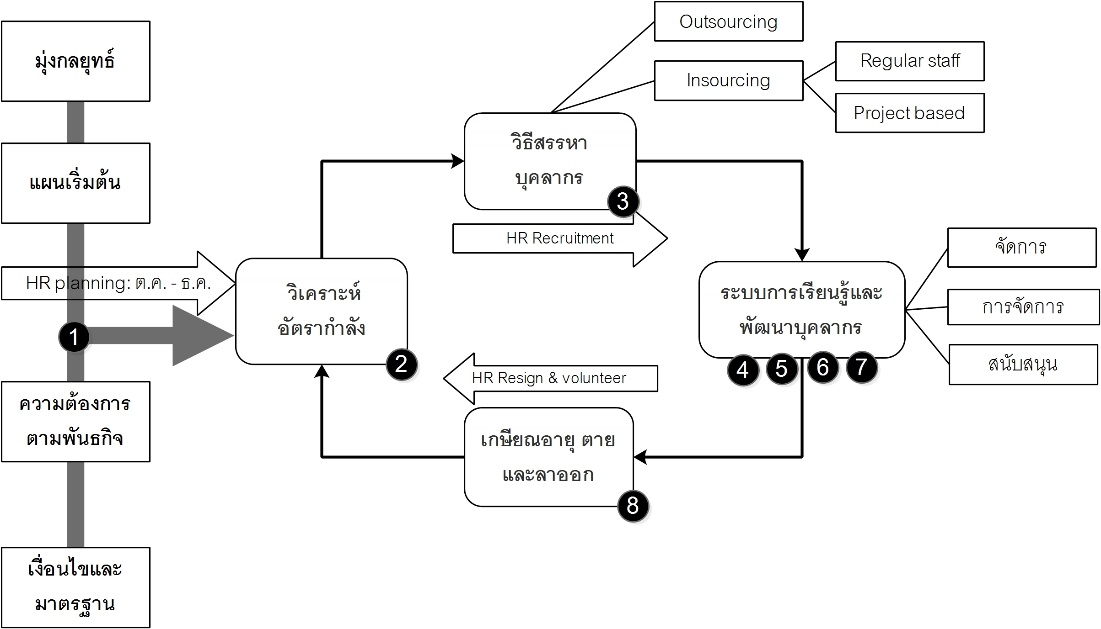 มุ่งกลยุทธ์
แผนเริ่มต้น
HR planning: ต.ค. - ธ.ค.
1
ความต้องการ
ตามพันธกิจ
เงื่อนไขและ
มาตรฐาน
วิเคราะห์
อัตรากำลัง
2
วิธีสรรหา
บุคลากร
3
Outsourcing
Insourcing
Regular staff
Project based
HR Recruitment
ระบบการเรียนรู้และ
พัฒนาบุคลากร
4 5 6 7
จัดการ
การจัดการ
สนับสนุน
HR Resign & volunteer
เกษียณอายุ ตาย
และลาออก
8